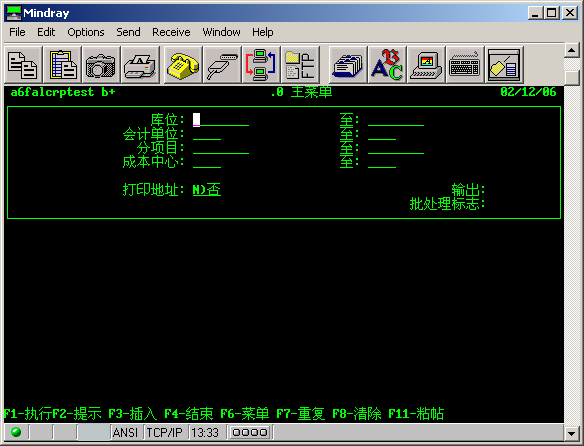 Mindray
File Edit Options Send Receive Window Help
a6falcrptest b+ .0 主菜单 02/12/06
库位: 至:
会计单位: 至:
分项目: 至:
成本中心: 至:
打印地址: N)否 输出:
批处理标志:
F1-执行F2-提示 F3-插入 F4-结束 F6-菜单 F7-重复 F8-清除 F11-粘帖
ANSI TCP/IP 13:33